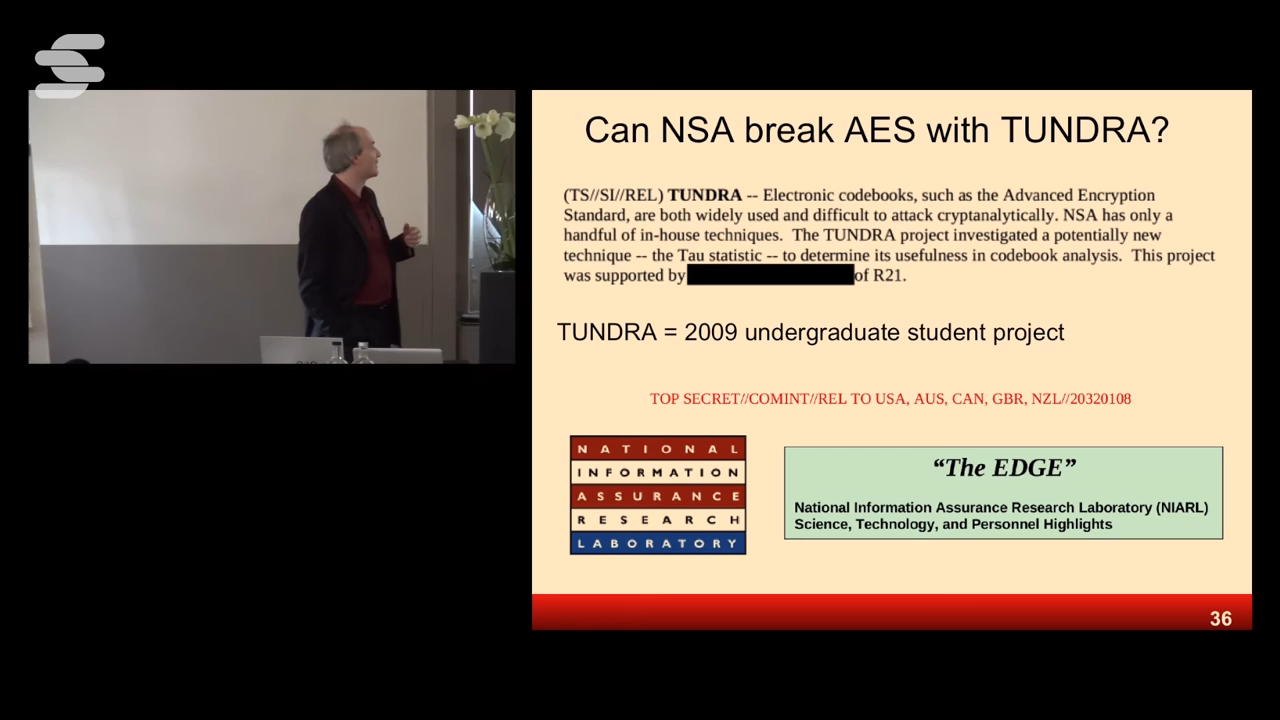 Can NSA break AES with TUNDRA?
(TS//SI//REL) TUNDRA -- Electronic codebooks, such as the Advanced Encryption
Standard, are both widely used and difficult to attack cryptanalytically. NSA has only a
handful of in-house techniques. The TUNDRA project investigated a potentially new
technique -- the Tau statistic -- to determine its usefulness in codebook analysis. This project
was supported by of R21.
TUNDRA = 2009 undergraduate student project
TOP SECRET//COMINT//REL TO USA, AUS, CAN, GBR, NZL//20320108
NATIONAL
INFORMATION
ASSURANCE
RESEARCH
LABORATORY
“The EDGE”
National Information Assurance Research Laboratory (NIARL)
Science, Technology, and Personnel Highlights
36